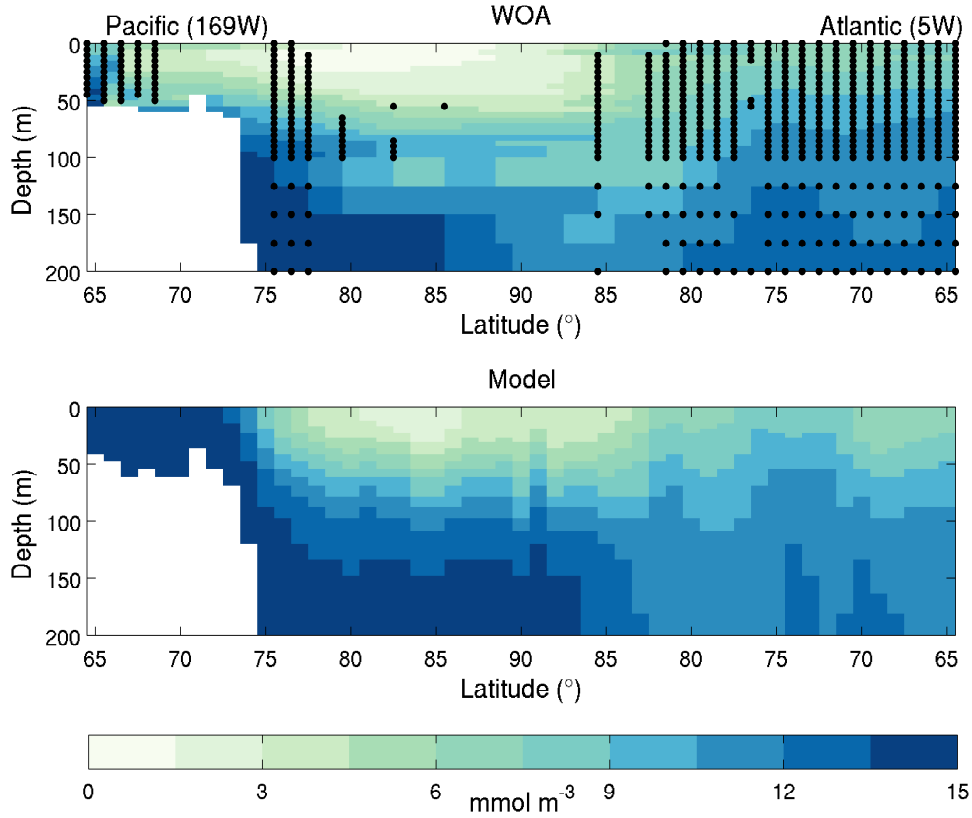 Pacific (169W) WOA Atlantic (5W)
0
50
100
150
200
Depth (m)
65 70 75 80 85 90 85 80 75 70 65
Latitude (°)
Model
0
50
100
150
200
Depth (m)
65 70 75 80 85 90 85 80 75 70 65
Latitude (°)
0 3 6 9 12 15
mmol m-3